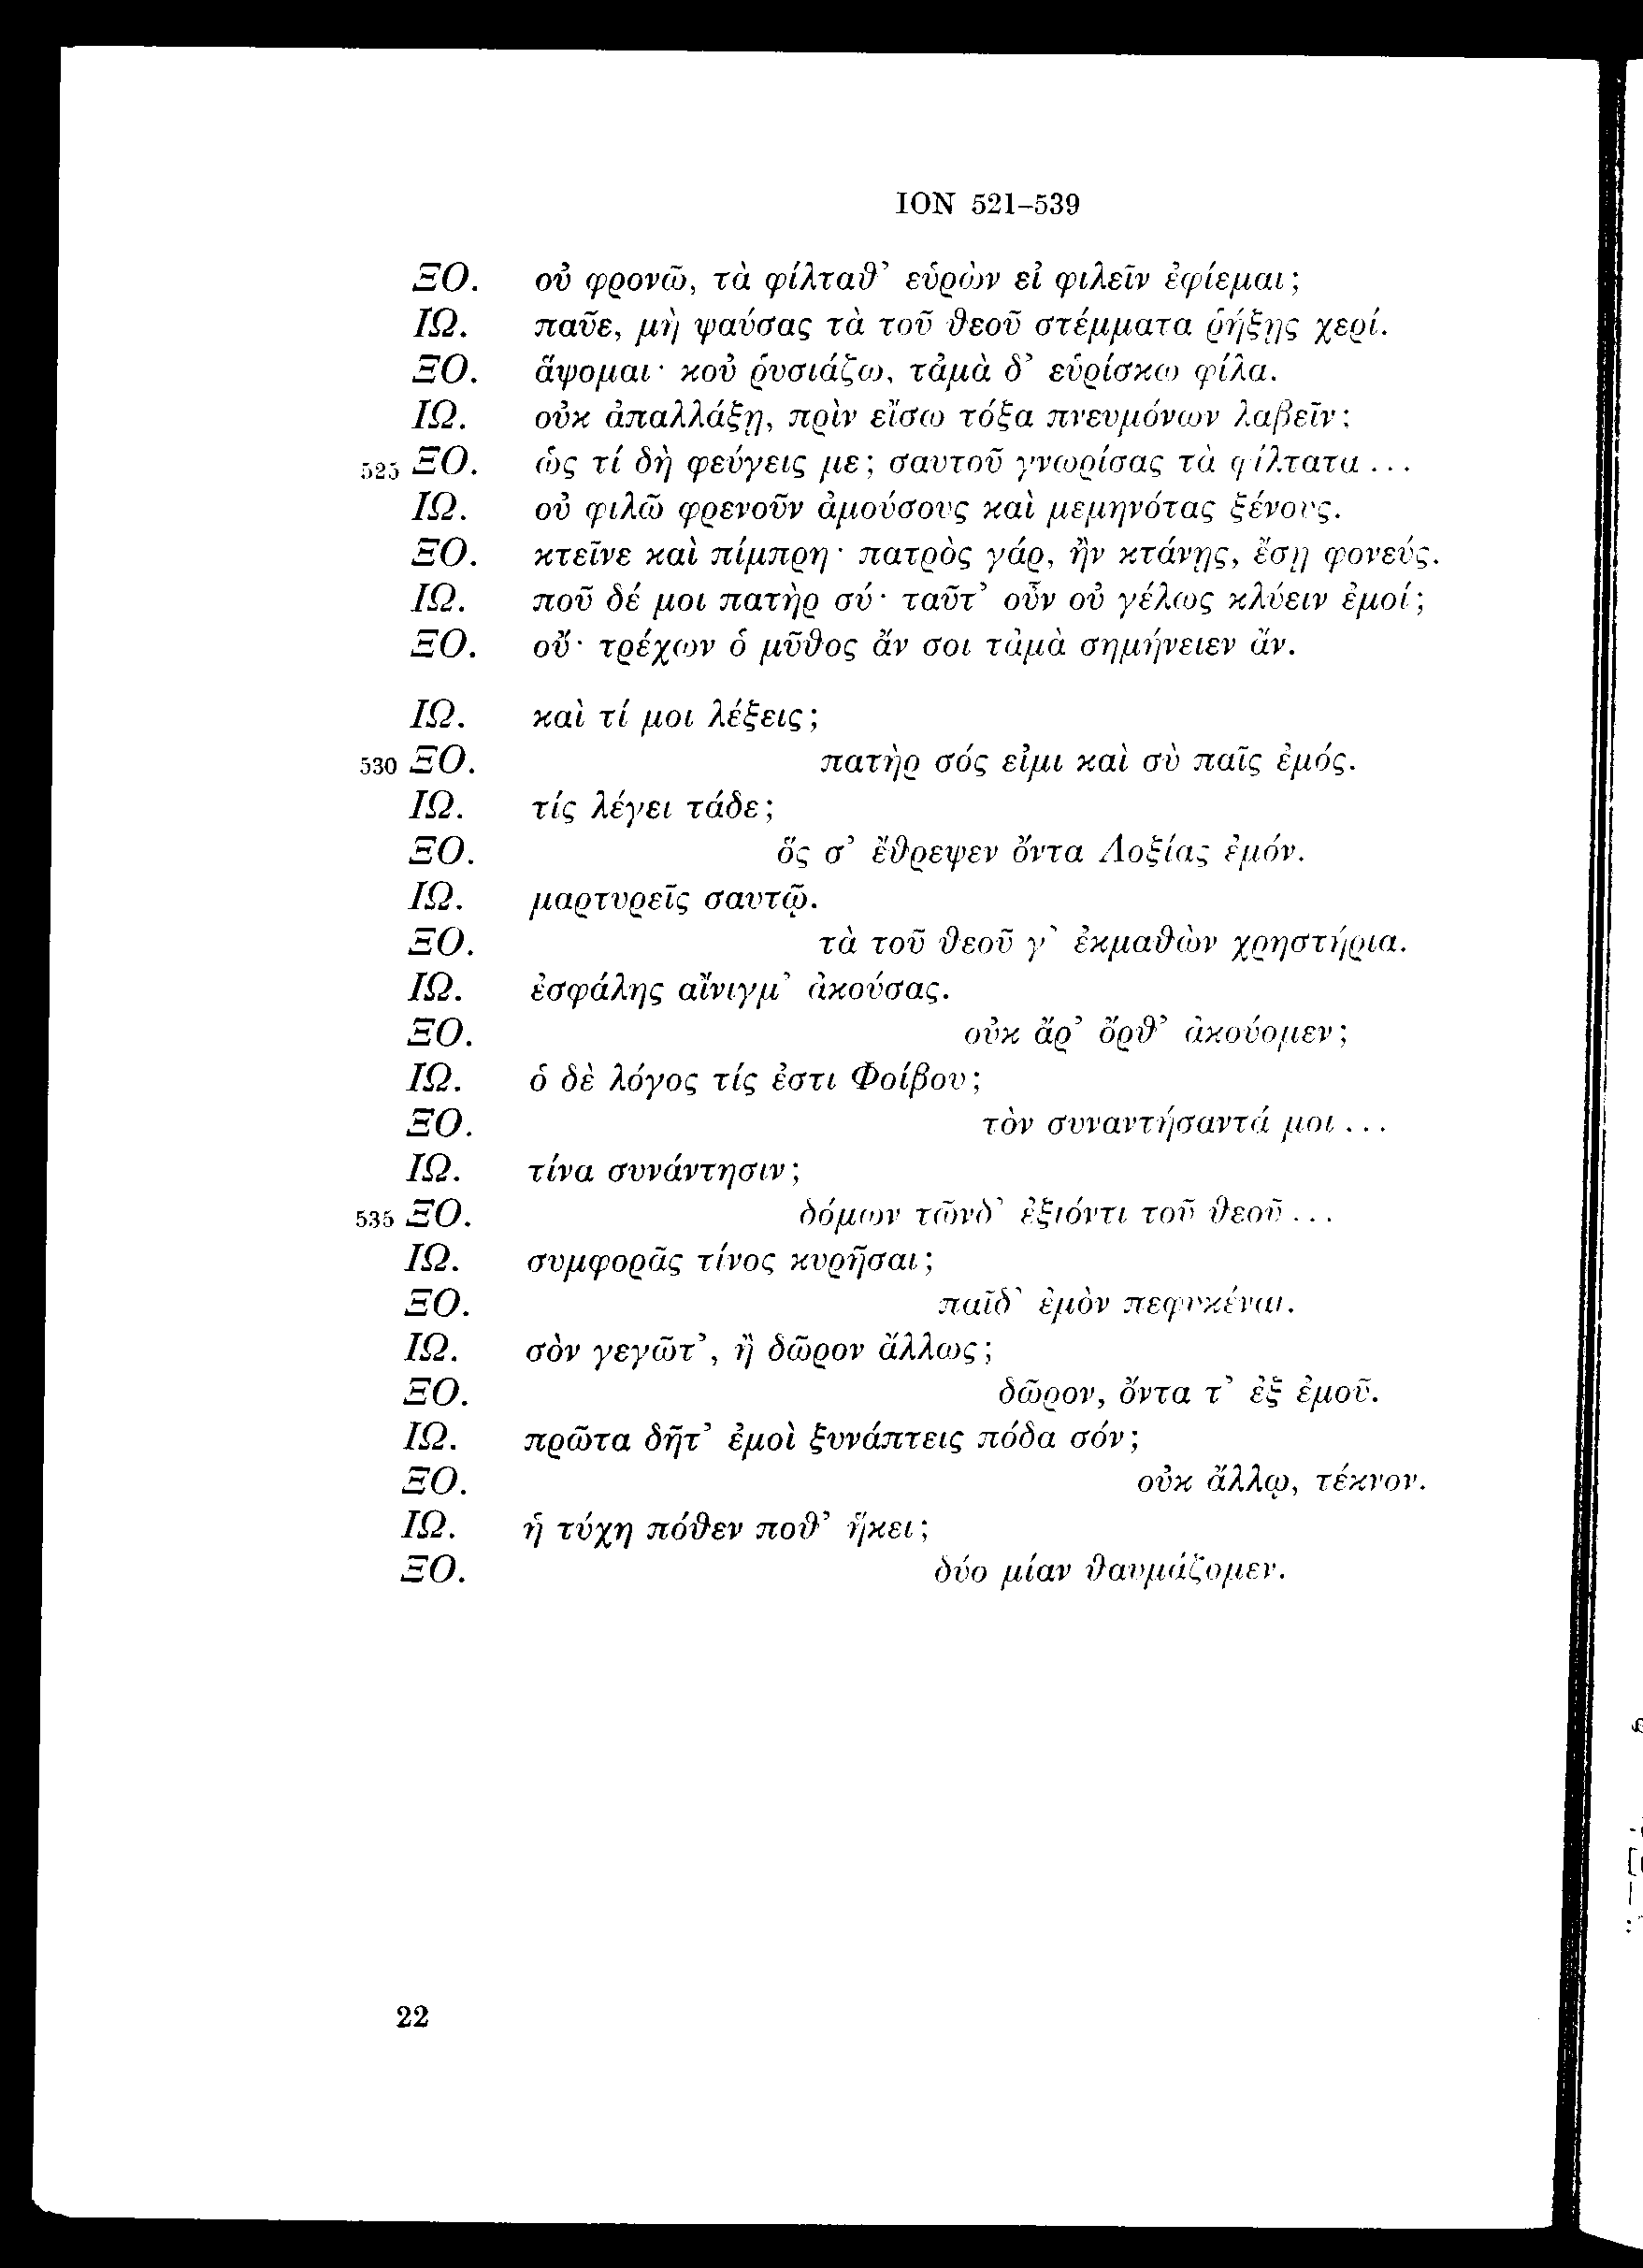 ION 521–539
ΞΟ. οὐ φρονῶ, τὰ φίλταθ’ εὑρὼν εἰ φιλεῖν ἐφίεμαι;
ΙΩ. παῦε, μὴ ψαύσας τὰ τοῦ θεοῦ στέμματα ῥήξῃς χερί.
ΞΟ. ἅψομαι· κοὐ ῥυσιάζω, τἀμὰ δ’ εὑρίσκω φίλα.
ΙΩ. οὐκ ἀπαλλάξῃ, πρὶν εἴσω τόξα πνευμόνων λαβεῖν;
525 ΞΟ. ὡς τί δὴ φεύγεις με; σαυτοῦ γνωρίσας τὰ φίλτατα ...
ΙΩ. οὐ φιλῶ φρενοῦν ἀμούσους καὶ μεμηνότας ξένους.
ΞΟ. κτεῖνε καὶ πίμπρη· πατρὸς γάρ, ἢν κτάνῃς, ἔσῃ φονεύς.
ΙΩ. ποῦ δέ μοι πατὴρ σύ· ταῦτ’ οὖν οὐ γέλως κλύειν ἐμοί;
ΞΟ. οὔ· τρέχων ὁ μῦθος ἄν σοι τἀμὰ σημήνειεν ἄν.
ΙΩ. καὶ τί μοι λέξεις;
530 ΞΟ. πατὴρ σός εἰμι καὶ σὺ παῖς ἐμός.
ΙΩ. τίς λέγει τάδε;
ΞΟ. ὅς σ’ ἔθρεψεν ὄντα Λοξίας ἐμόν.
ΙΩ. μαρτυρεῖς σαυτῷ.
ΞΟ. τὰ τοῦ θεοῦ γ’ ἐκμαθὼν χρηστήρια.
ΙΩ. ἐσφάλης αἴνιγμ’ ἀκούσας.
ΞΟ. οὐκ ἄρ’ ὄρθ’ ἀκούομεν;
ΙΩ. ὁ δὲ λόγος τίς ἐστι Φοίβου;
ΞΟ. τὸν συναντήσαντά μοι ...
ΙΩ. τίνα συνάντησιν;
535 ΞΟ. δόμων τῶνδ’ ἐξιόντι τοῦ θεοῦ ...
ΙΩ. συμφορᾶς τίνος κυρῆσαι;
ΞΟ. παῖδ’ ἐμὸν πεφυκέναι.
ΙΩ. σὸν γεγῶτ’, ἢ δῶρον ἄλλως;
ΞΟ. δῶρον, ὄντα τ’ ἐξ ἐμοῦ.
ΙΩ. πρῶτα δῆτ’ ἐμοὶ ξυνάπτεις πόδα σόν;
ΞΟ. οὐκ ἄλλῳ, τέκνον.
ΙΩ. ἡ τύχη πόθεν ποθ’ ἥκει;
ΞΟ. δύο μίαν θαυμάζομεν.
22